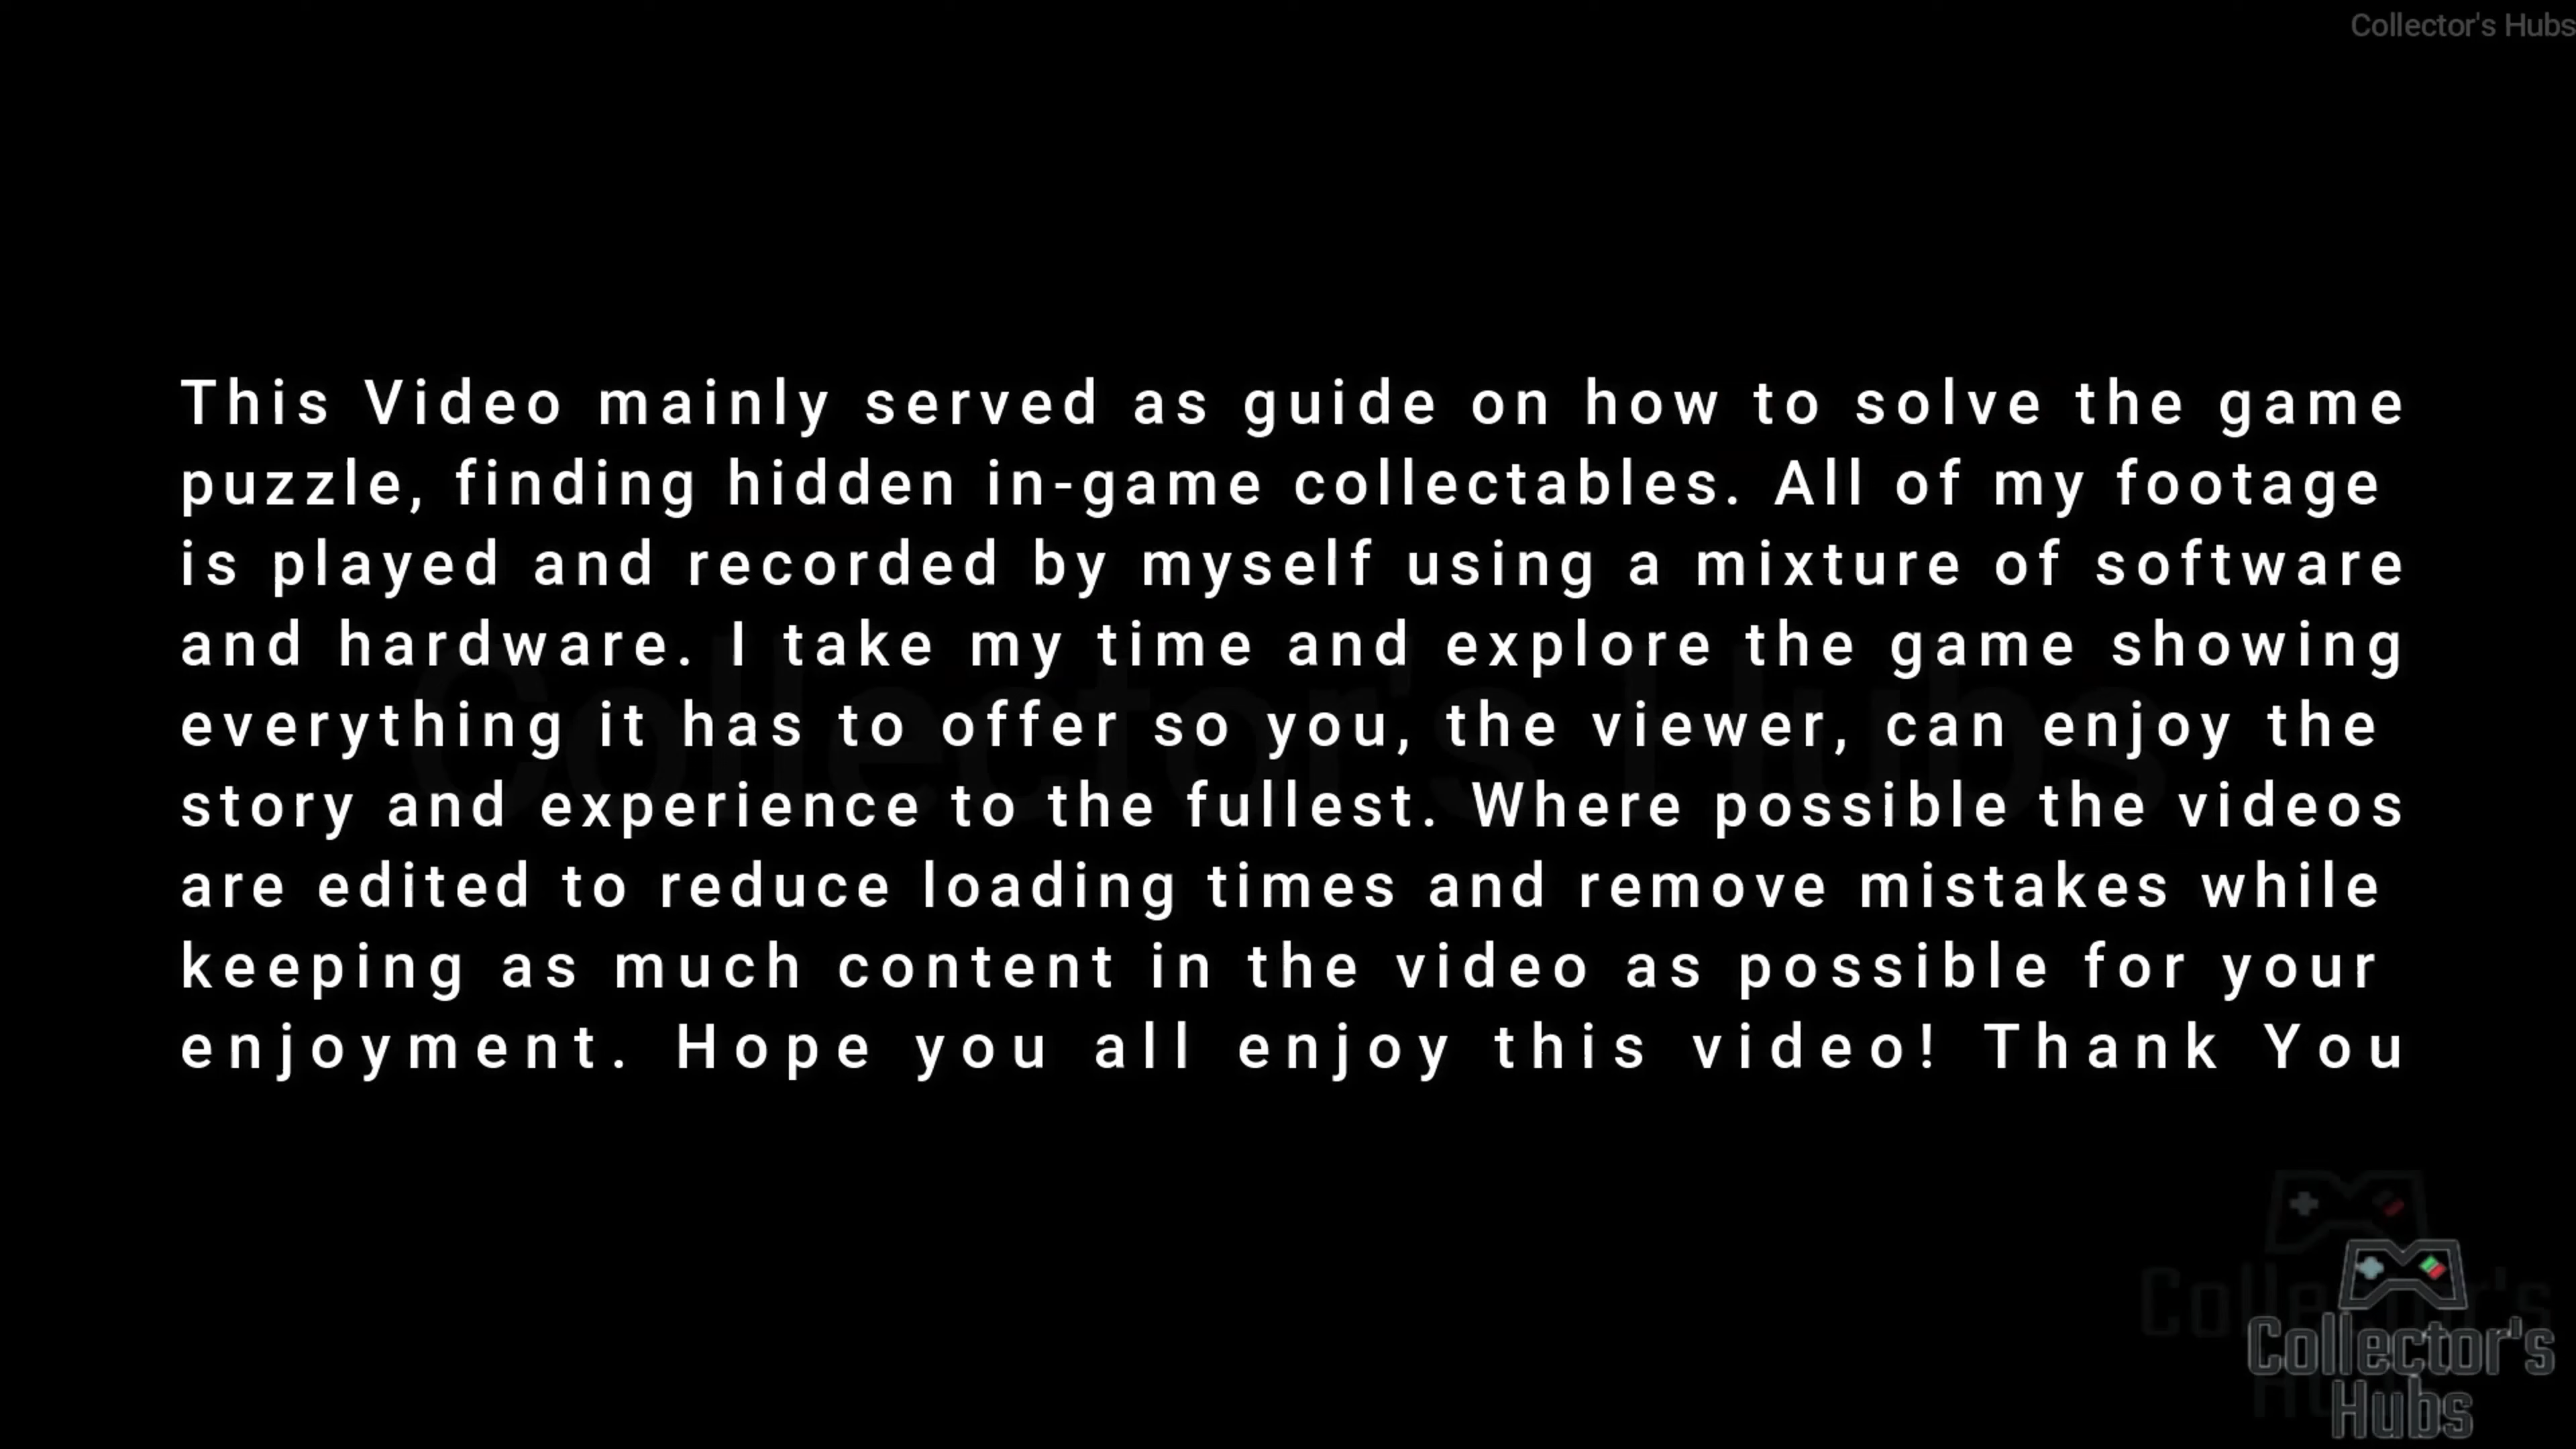 Collector's Hubs
This Video mainly served as guide on how to solve the game
puzzle, finding hidden in-game collectables. All of my footage
is played and recorded by myself using a mixture of software
and hardware. I take my time and explore the game showing
everything it has to offer so you, the viewer, can enjoy the
story and experience to the fullest. Where possible the videos
are edited to reduce loading times and remove mistakes while
keeping as much content in the video as possible for your
enjoyment. Hope you all enjoy this video! Thank You
Collector's Hubs
Collector's
Hubs
Collector's
Hubs